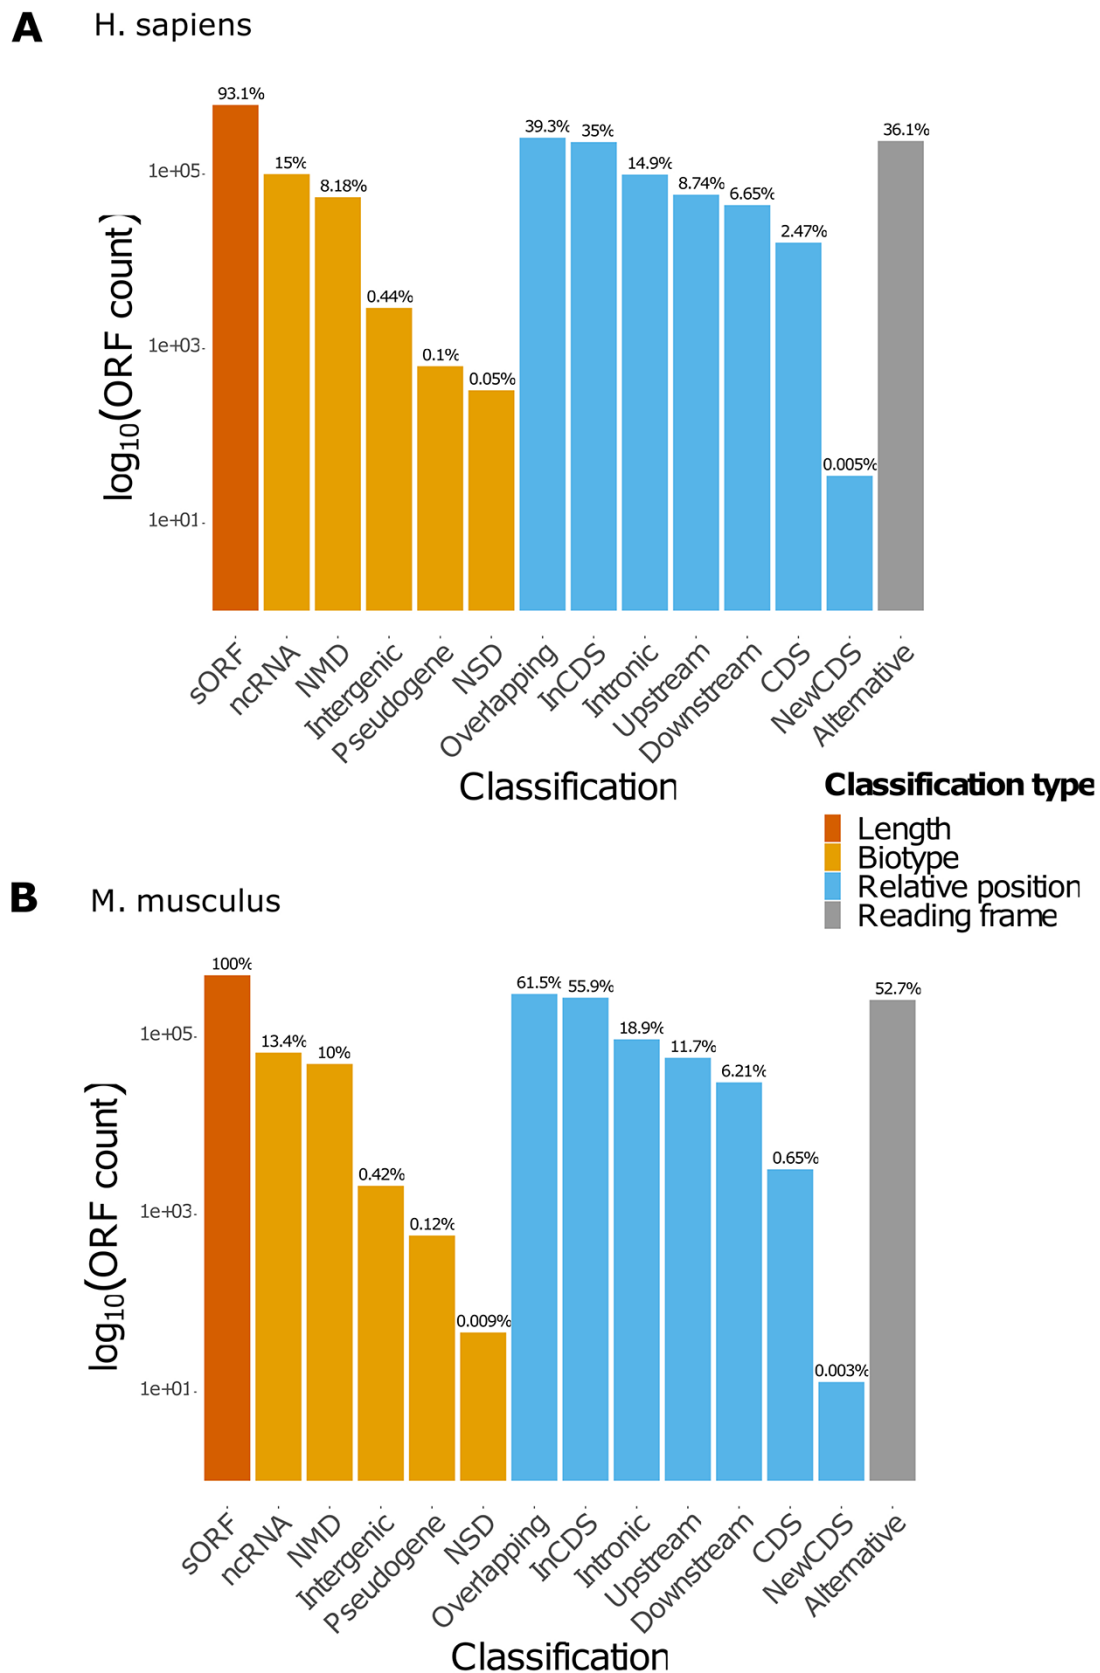 A H. sapiens
93.1%
15%
8.18%
0.44%
0.1%
0.05%
39.3%
35%
14.9%
8.74%
6.65%
2.47%
0.005%
36.1%
1e+05
1e+03
1e+01
log10(ORF count)
sORF
ncRNA
NMD
Intergenic
Pseudogene
NSD
Overlapping
InCDS
Intronic
Upstream
Downstream
CDS
NewCDS
Alternative
Classification
Classification type
Length
Biotype
Relative position
Reading frame
B M. musculus
100%
13.4%
10%
0.42%
0.12%
0.009%
61.5%
55.9%
18.9%
11.7%
6.21%
0.65%
0.003%
52.7%
1e+05
1e+03
1e+01
log10(ORF count)
sORF
ncRNA
NMD
Intergenic
Pseudogene
NSD
Overlapping
InCDS
Intronic
Upstream
Downstream
CDS
NewCDS
Alternative
Classification